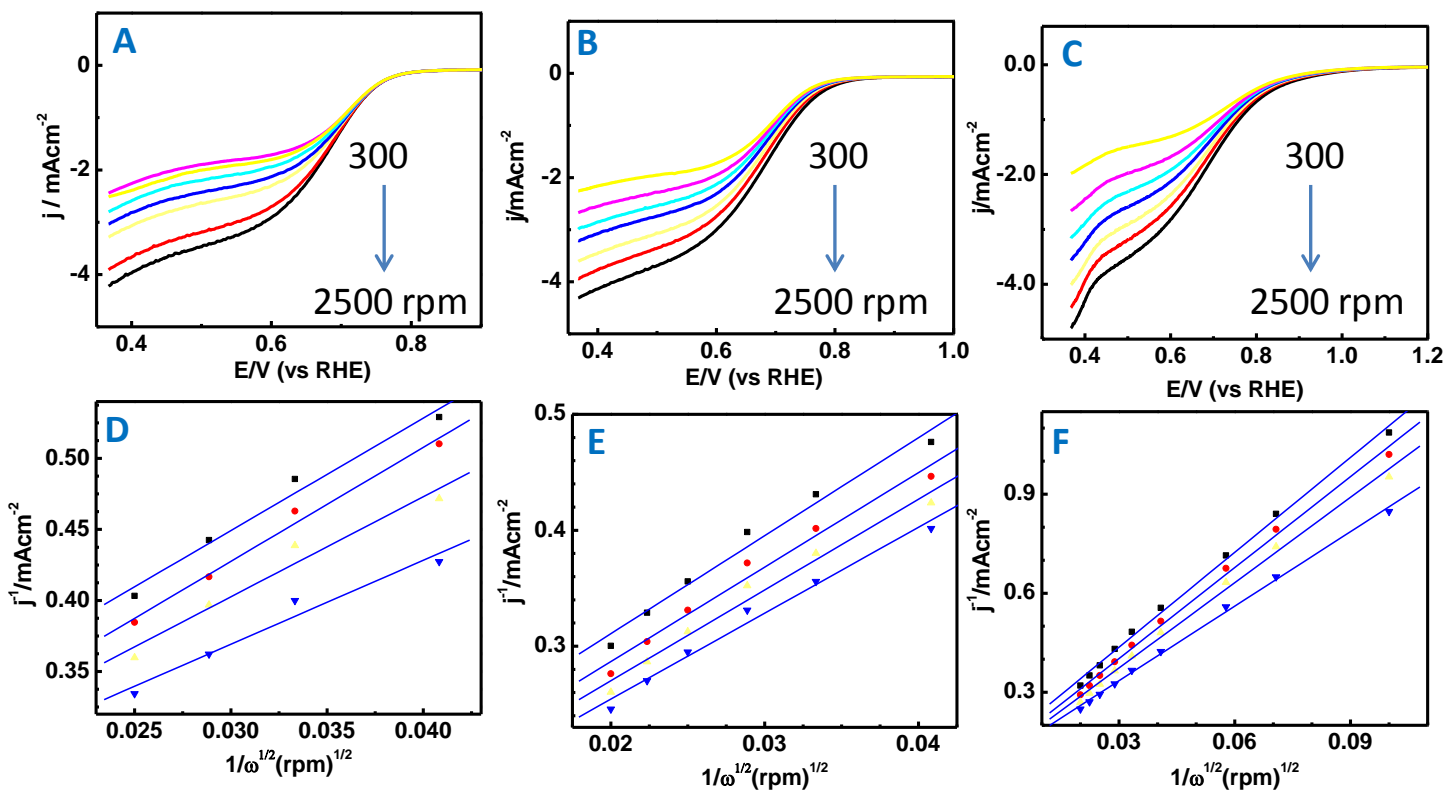 A
0
-2
-4
j / mAcm-2
300
2500 rpm
0.4 0.6 0.8
E/V (vs RHE)
B
0
-2
-4
j/mAcm-2
300
2500 rpm
0.4 0.6 0.8 1.0
E/V (vs RHE)
C
0.0
-2.0
-4.0
j/mAcm-2
300
2500 rpm
0.4 0.6 0.8 1.0 1.2
E/V (vs RHE)
D
0.50
0.45
0.40
0.35
j-1/mAcm-2
0.025 0.030 0.035 0.040
1/ω1/2(rpm)1/2
E
0.5
0.4
0.3
j-1/mAcm-2
0.02 0.03 0.04
1/ω1/2(rpm)1/2
F
0.9
0.6
0.3
j-1/mAcm-2
0.03 0.06 0.09
1/ω1/2(rpm)1/2